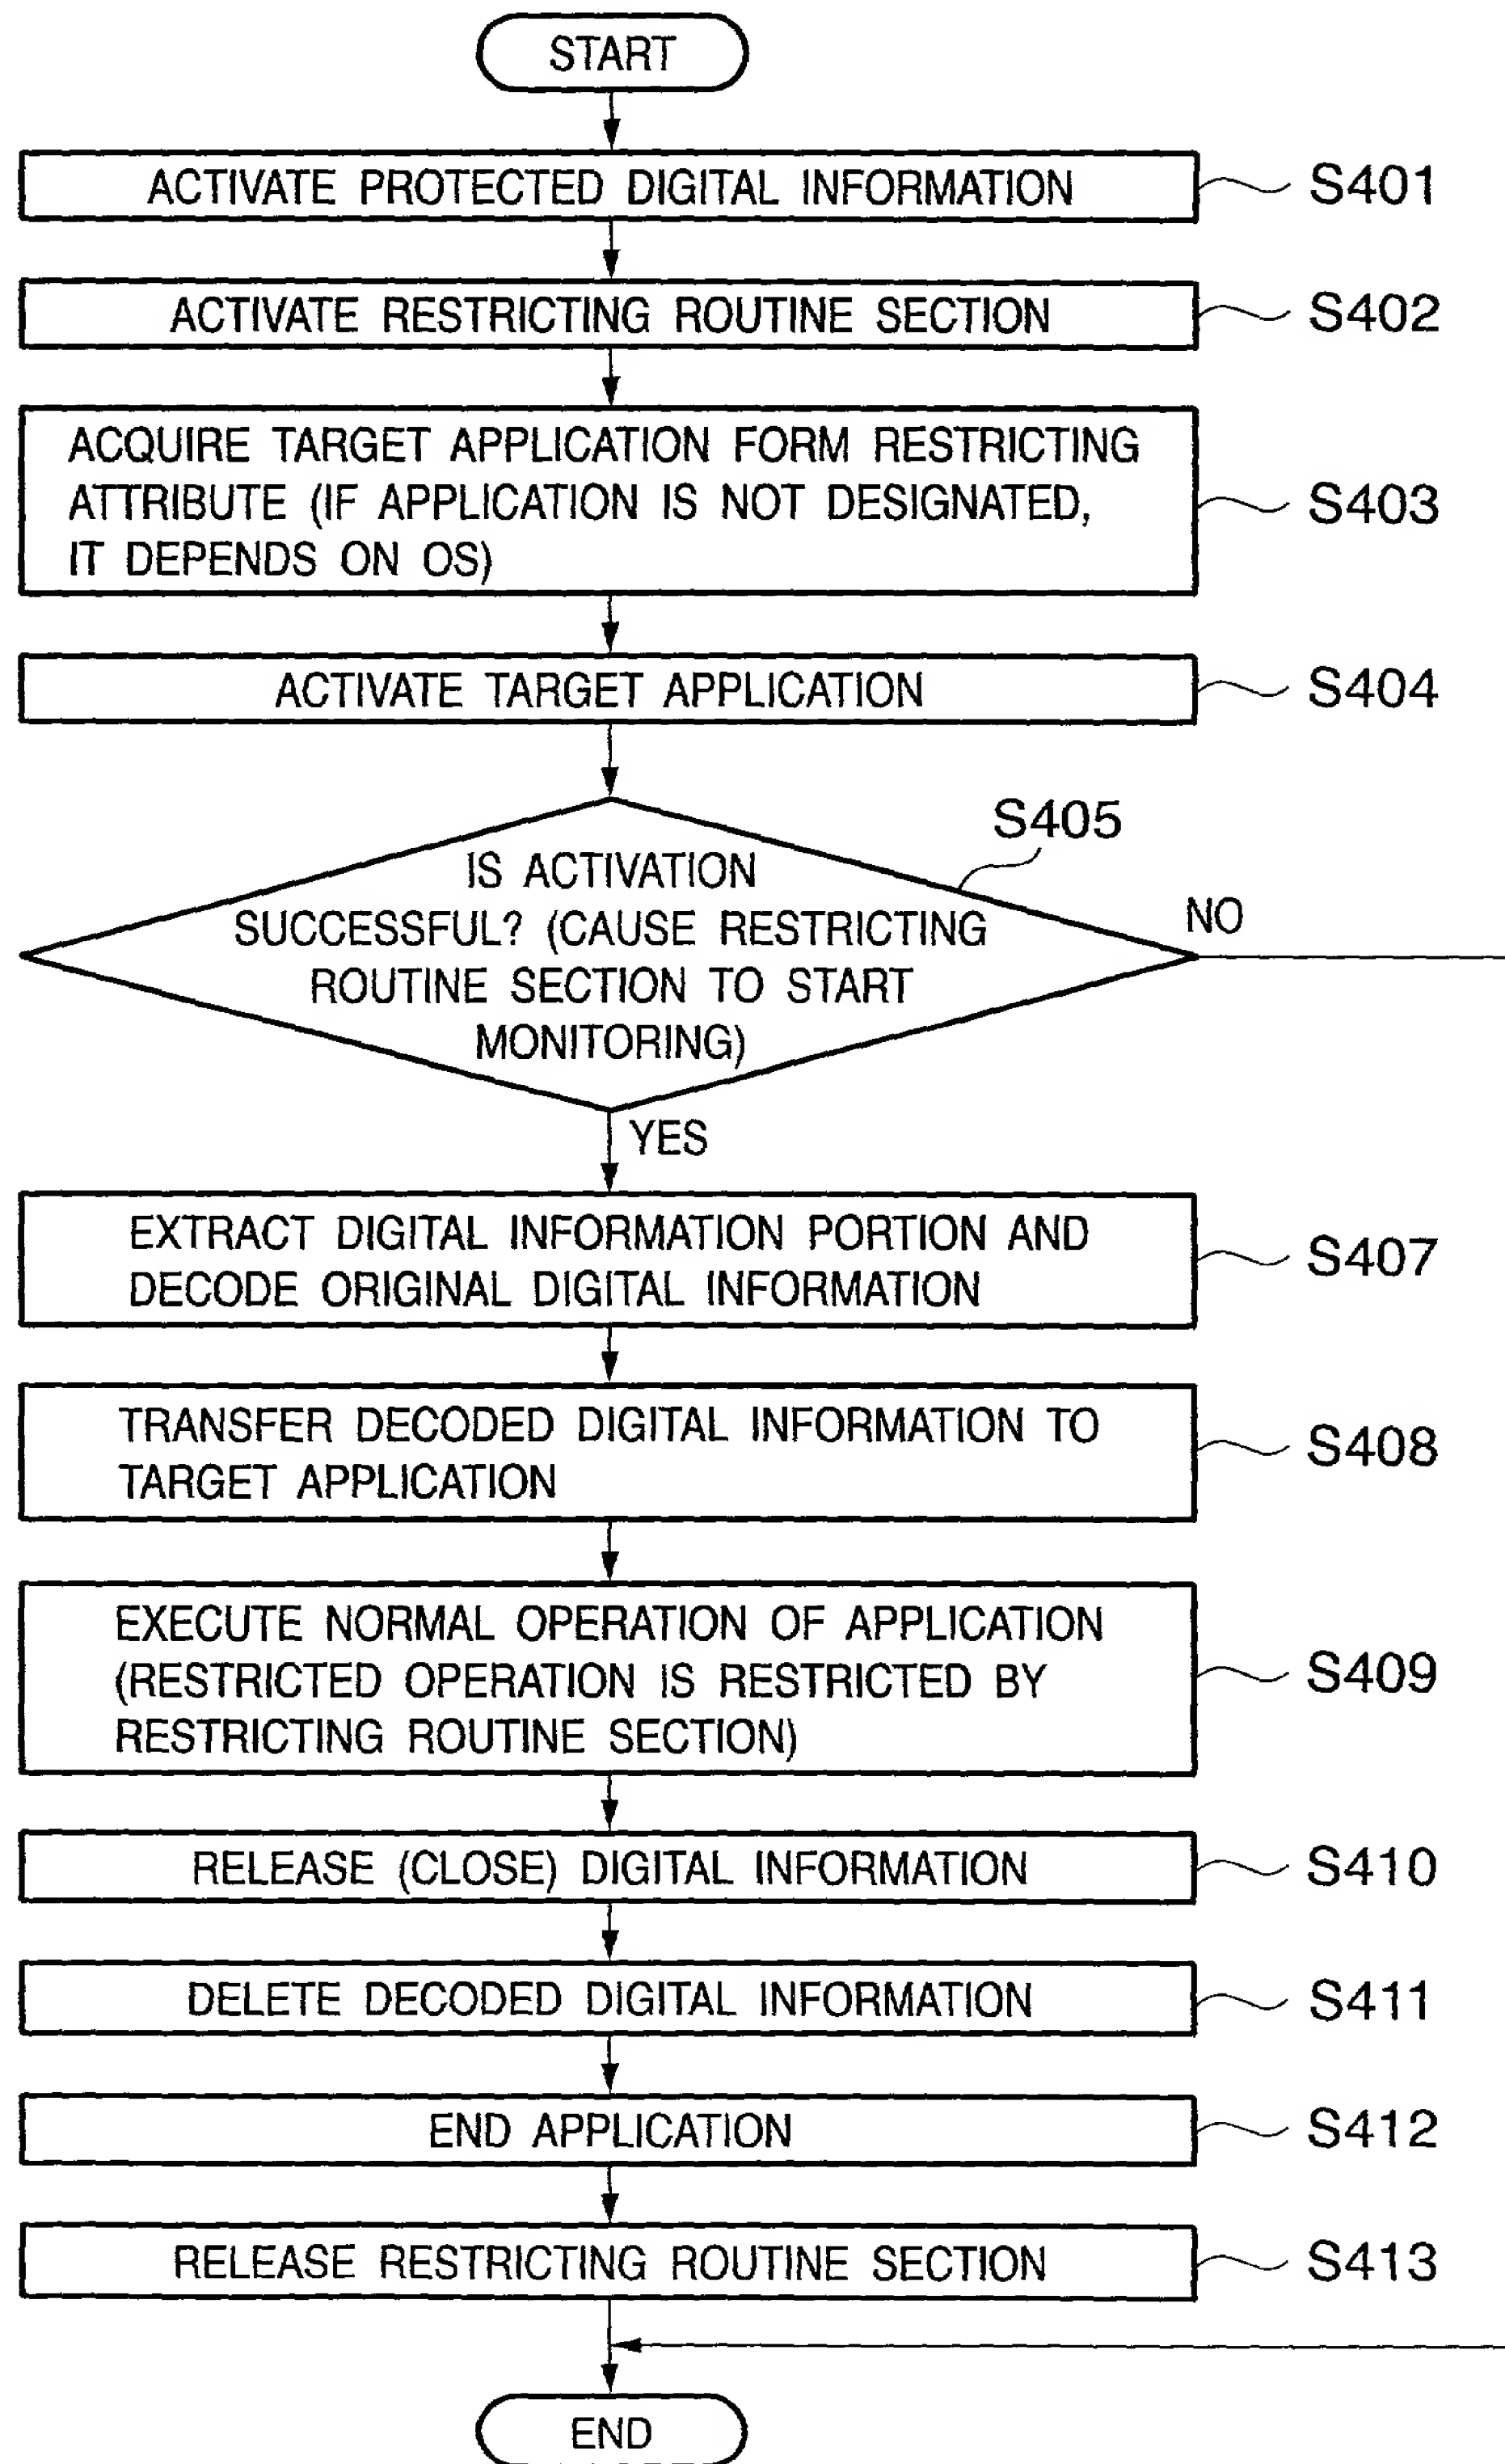 START
ACTIVATE PROTECTED DIGITAL INFORMATION
S401
ACTIVATE RESTRICTING ROUTINE SECTION
S402
ACQUIRE TARGET APPLICATION FORM RESTRICTING
ATTRIBUTE (IF APPLICATION IS NOT DESIGNATED,
IT DEPENDS ON OS)
S403
ACTIVATE TARGET APPLICATION
S404
S405
IS ACTIVATION
SUCCESSFUL? (CAUSE RESTRICTING
ROUTINE SECTION TO START
MONITORING)
NO
YES
EXTRACT DIGITAL INFORMATION PORTION AND
DECODE ORIGINAL DIGITAL INFORMATION
S407
TRANSFER DECODED DIGITAL INFORMATION TO
TARGET APPLICATION
S408
EXECUTE NORMAL OPERATION OF APPLICATION
(RESTRICTED OPERATION IS RESTRICTED BY
RESTRICTING ROUTINE SECTION)
S409
RELEASE (CLOSE) DIGITAL INFORMATION
S410
DELETE DECODED DIGITAL INFORMATION
S411
END APPLICATION
S412
RELEASE RESTRICTING ROUTINE SECTION
S413
END